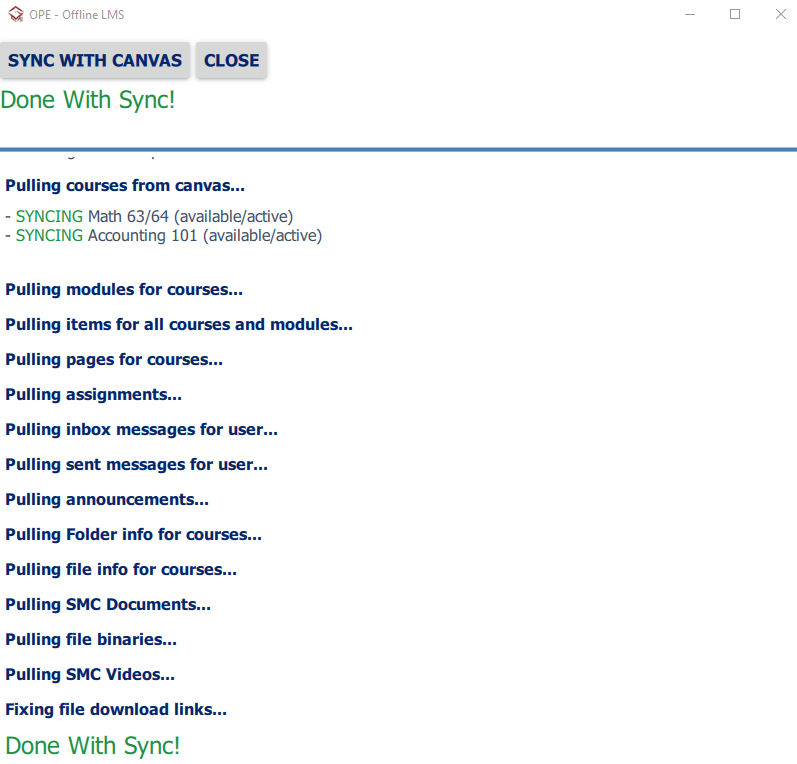 OPE - Offline LMS
SYNC WITH CANVAS CLOSE
Done With Sync!
Pulling courses from canvas...
- SYNCING Math 63/64 (available/active)
- SYNCING Accounting 101 (available/active)
Pulling modules for courses...
Pulling items for all courses and modules...
Pulling pages for courses...
Pulling assignments...
Pulling inbox messages for user...
Pulling sent messages for user...
Pulling announcements...
Pulling Folder info for courses...
Pulling file info for courses...
Pulling SMC Documents...
Pulling file binaries...
Pulling SMC Videos...
Fixing file download links...
Done With Sync!